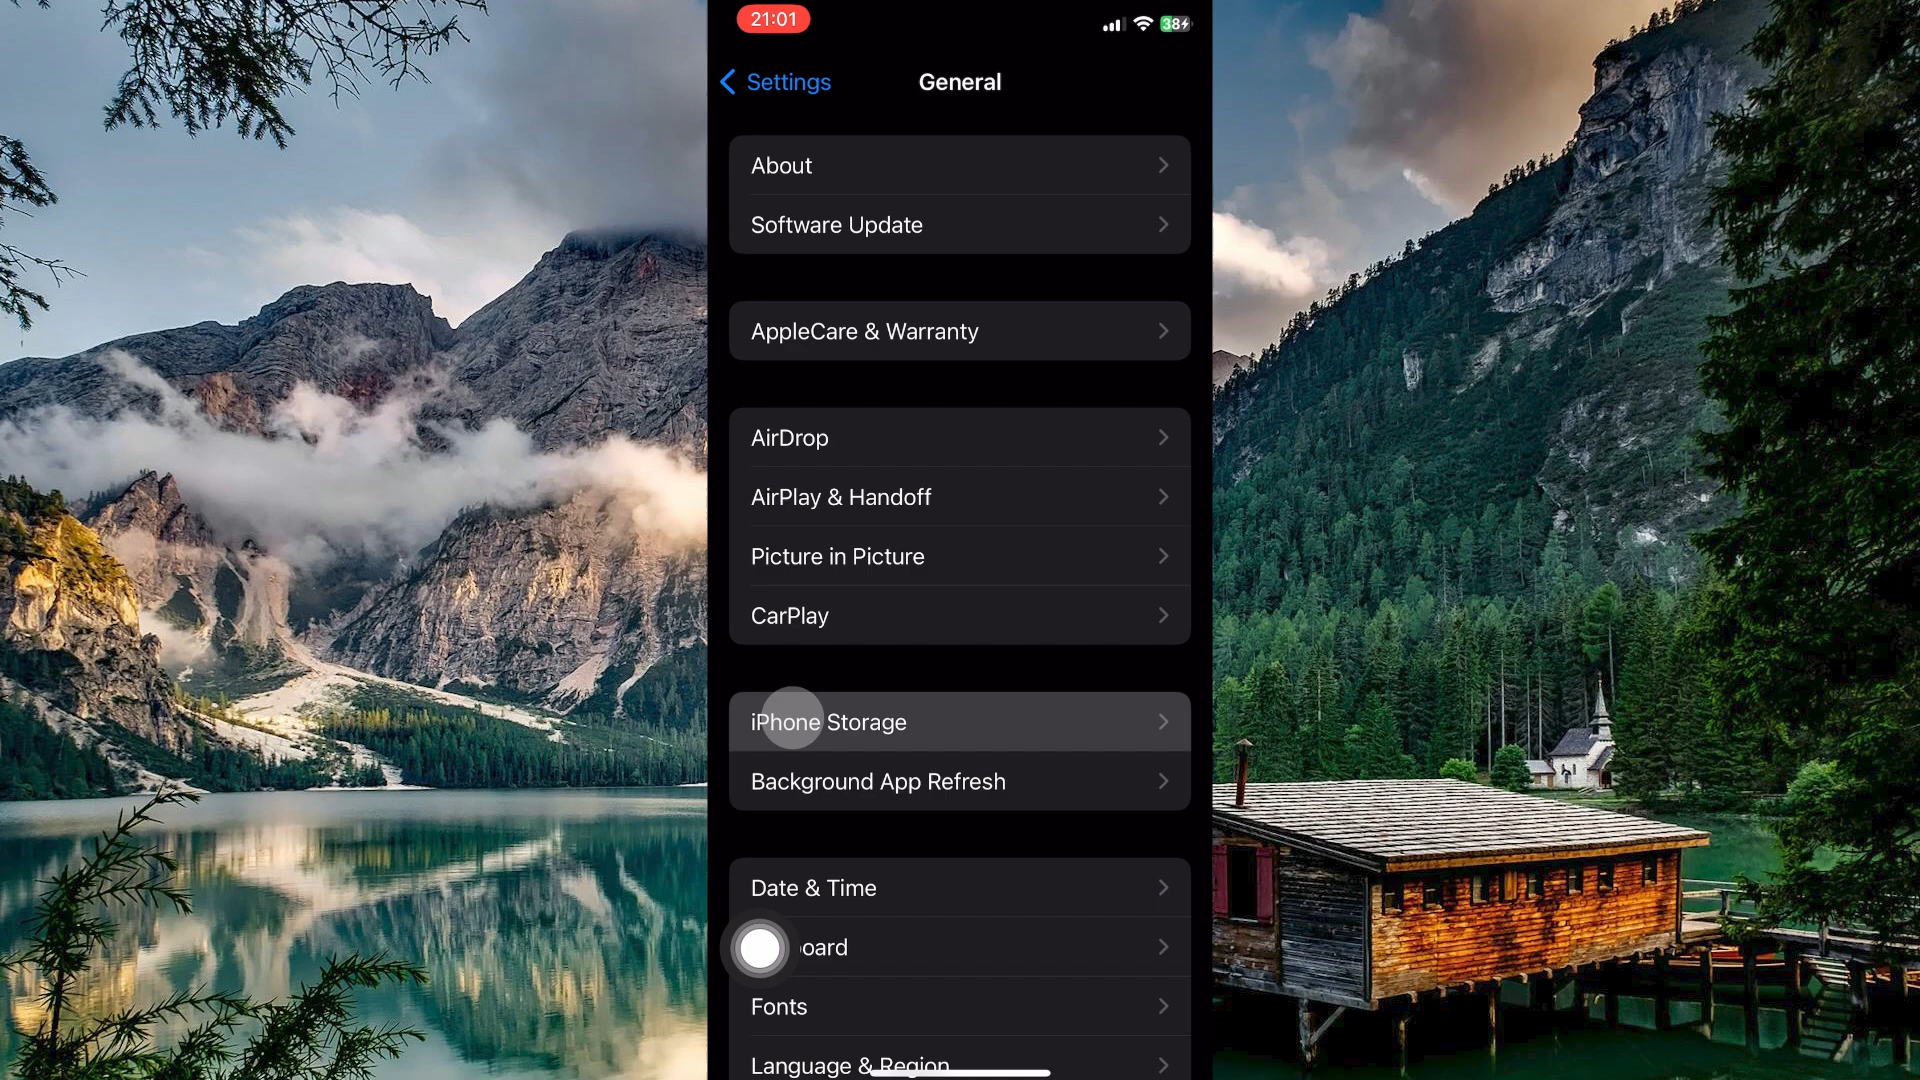 21:01
38
Settings
General
About
Software Update
AppleCare & Warranty
AirDrop
AirPlay & Handoff
Picture in Picture
CarPlay
iPhone Storage
Background App Refresh
Date & Time
oard
Fonts
Language & Region